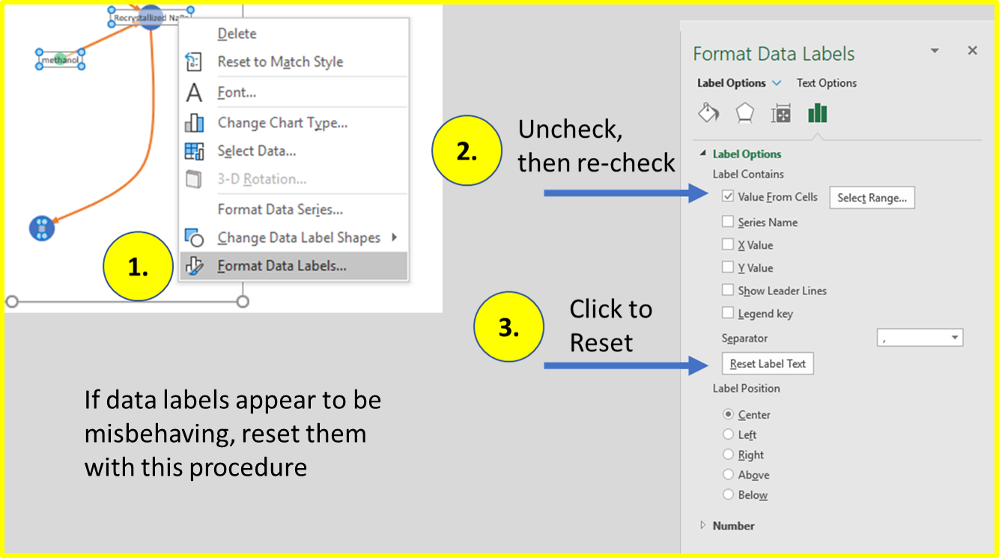 Recrystallized
methanol
Delete
Reset to Match Style
Font...
Change Chart Type...
Select Data...
3-D Rotation...
Format Data Series...
Change Data Label Shapes
Format Data Labels...
1.
If data labels appear to be
misbehaving, reset them
with this procedure
2.
Uncheck,
then re-check
3.
Click to
Reset
Format Data Labels
Label Options Text Options
Label Options
Label Contains
Value From Cells Select Range...
Series Name
X Value
Y Value
Show Leader Lines
Legend key
Separator ,
Reset Label Text
Label Position
Center
Left
Right
Above
Below
Number